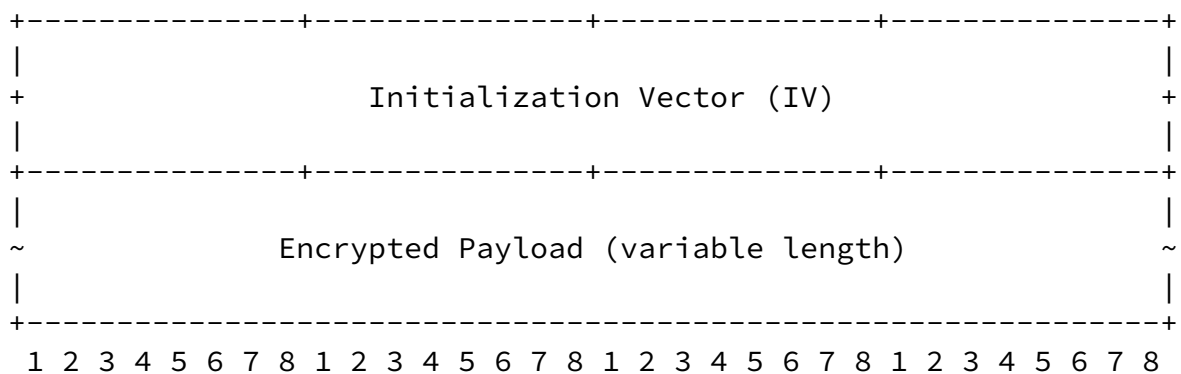 +---------------+---------------+---------------+---------------+
|                                                               |
+                   Initialization Vector (IV)                  +
|                                                               |
+---------------+---------------+---------------+---------------+
|                                                               |
~              Encrypted Payload (variable length)              ~
|                                                               |
+---------------------------------------------------------------+
 1 2 3 4 5 6 7 8 1 2 3 4 5 6 7 8 1 2 3 4 5 6 7 8 1 2 3 4 5 6 7 8